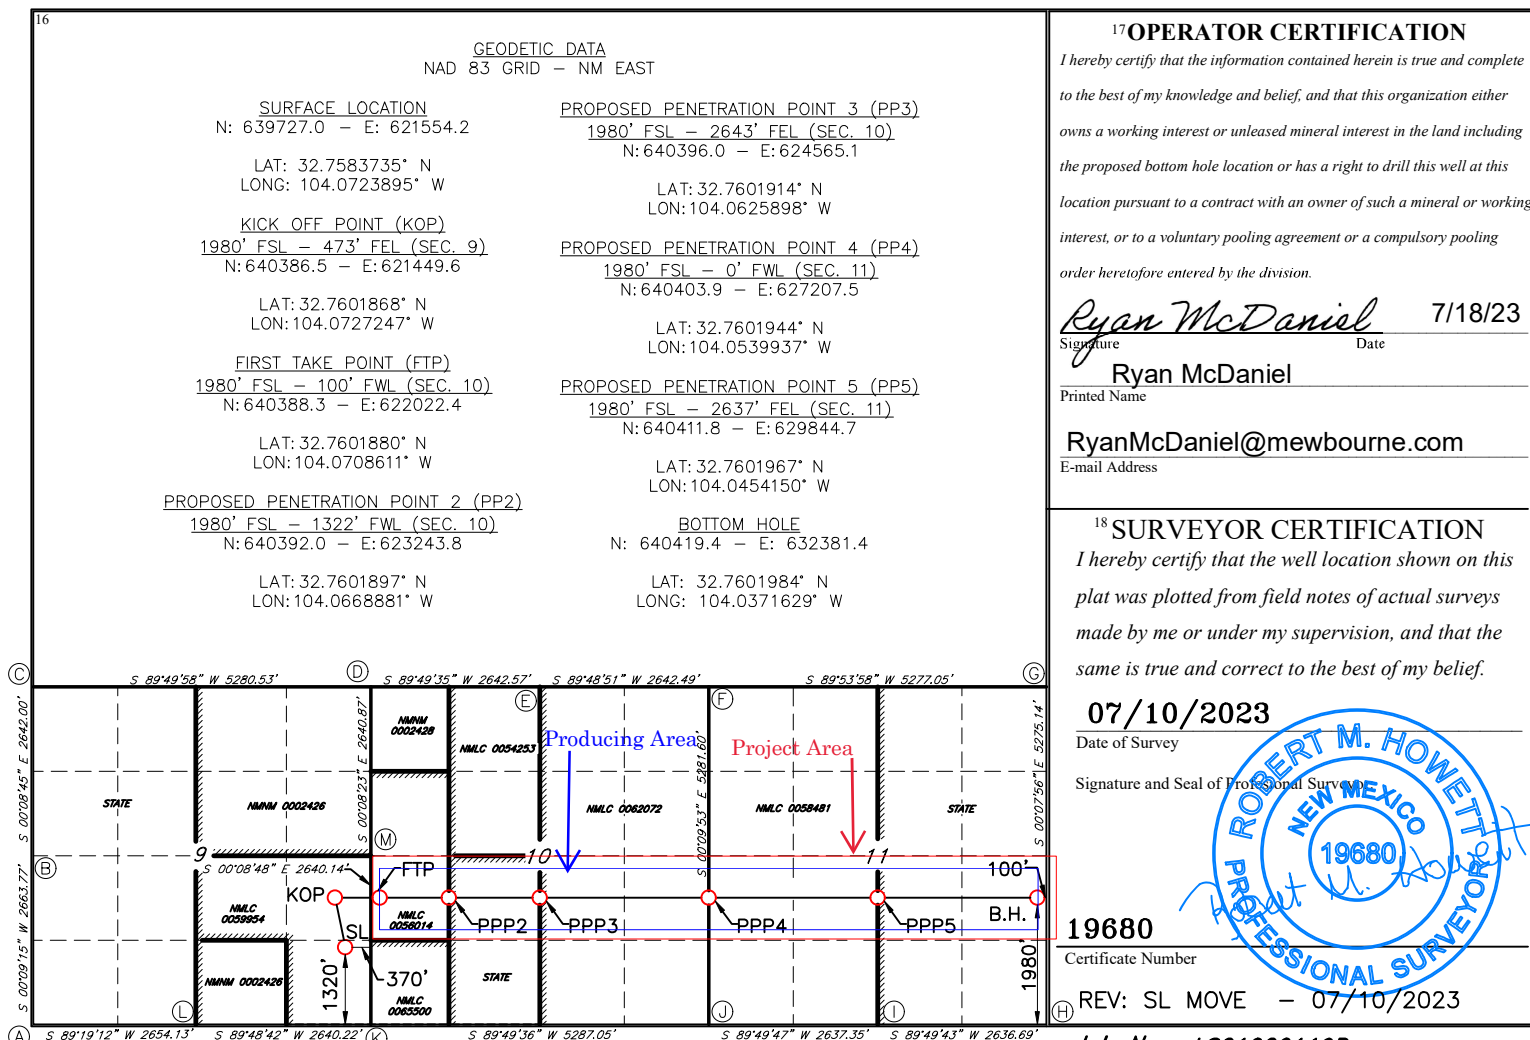 16
GEODETIC DATA
NAD 83 GRID – NM EAST
SURFACE LOCATION
N: 639727.0 – E: 621554.2
LAT: 32.7583735° N
LONG: 104.0723895° W
KICK OFF POINT (KOP)
1980' FSL – 473' FEL (SEC. 9)
N: 640386.5 – E: 621449.6
LAT: 32.7601868° N
LON: 104.0727247° W
FIRST TAKE POINT (FTP)
1980' FSL – 100' FWL (SEC. 10)
N: 640388.3 – E: 622022.4
LAT: 32.7601880° N
LON: 104.0708611° W
PROPOSED PENETRATION POINT 2 (PP2)
1980' FSL – 1322' FWL (SEC. 10)
N: 640392.0 – E: 623243.8
LAT: 32.7601897° N
LON: 104.0668881° W
PROPOSED PENETRATION POINT 3 (PP3)
1980' FSL – 2643' FEL (SEC. 10)
N: 640396.0 – E: 624565.1
LAT: 32.7601914° N
LON: 104.0625898° W
PROPOSED PENETRATION POINT 4 (PP4)
1980' FSL – 0' FWL (SEC. 11)
N: 640403.9 – E: 627207.5
LAT: 32.7601944° N
LON: 104.0539937° W
PROPOSED PENETRATION POINT 5 (PP5)
1980' FSL – 2637' FEL (SEC. 11)
N: 640411.8 – E: 629844.7
LAT: 32.7601967° N
LON: 104.0454150° W
BOTTOM HOLE
N: 640419.4 – E: 632381.4
LAT: 32.7601984° N
LONG: 104.0371629° W
17 OPERATOR CERTIFICATION
I hereby certify that the information contained herein is true and complete
to the best of my knowledge and belief, and that this organization either
owns a working interest or unleased mineral interest in the land including
the proposed bottom hole location or has a right to drill this well at this
location pursuant to a contract with an owner of such a mineral or working
interest, or to a voluntary pooling agreement or a compulsory pooling
order heretofore entered by the division.
Ryan McDaniel 7/18/23
Signature Date
Ryan McDaniel
Printed Name
RyanMcDaniel@mewbourne.com
E-mail Address
18 SURVEYOR CERTIFICATION
I hereby certify that the well location shown on this
plat was plotted from field notes of actual surveys
made by me or under my supervision, and that the
same is true and correct to the best of my belief.
07/10/2023
Date of Survey
Signature and Seal of Professional Surveyor
ROBERT M. HOWETT
NEW MEXICO
19680
PROFESSIONAL SURVEYOR
Robert M. Howett
19680
Certificate Number
REV: SL MOVE – 07/10/2023
C
S 89°49'58" W 5280.53'
D
S 89°49'35" W 2642.57'
S 89°48'51" W 2642.49'
S 89°53'58" W 5277.05'
G
E
F
S 00°08'45" E 2642.00'
S 00°08'23" E 2640.87'
S 00°09'53" E 5281.60'
S 00°07'56" E 5275.14'
NMNM
0002428
NMLC 0054253
Producing Area
Project Area
STATE
NMNM 0002426
NMLC 0062072
NMLC 0058481
STATE
M
B
9
10
11
S 00°08'48" E 2640.14'
FTP
100'
KOP
NMLC
0059954
NMLC
0056014
PPP2
PPP3
PPP4
PPP5
B.H.
SL
S 00°09'15" W 2663.77'
1320'
370'
1980'
NMNM 0002426
STATE
NMLC
0065500
L
J
I
H
A
S 89°19'12" W 2654.13'
S 89°48'42" W 2640.22'
K
S 89°49'36" W 5287.05'
S 89°49'47" W 2637.35'
S 89°49'43" W 2636.69'